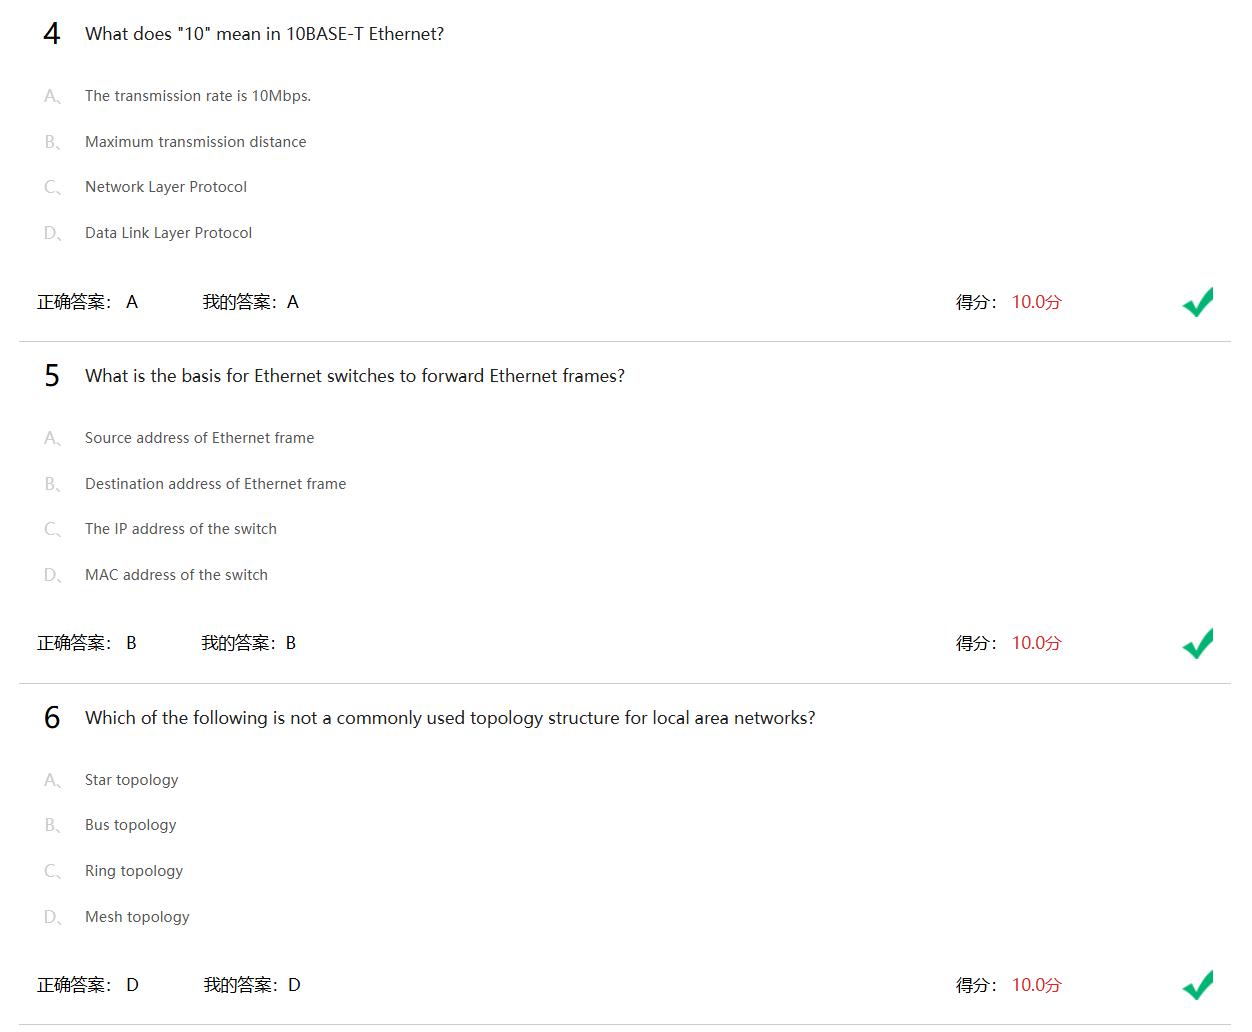 4 What does "10" mean in 10BASE-T Ethernet?
A、 The transmission rate is 10Mbps.
B、 Maximum transmission distance
C、 Network Layer Protocol
D、 Data Link Layer Protocol
正确答案： A 我的答案：A 得分： 10.0分
5 What is the basis for Ethernet switches to forward Ethernet frames?
A、 Source address of Ethernet frame
B、 Destination address of Ethernet frame
C、 The IP address of the switch
D、 MAC address of the switch
正确答案： B 我的答案：B 得分： 10.0分
6 Which of the following is not a commonly used topology structure for local area networks?
A、 Star topology
B、 Bus topology
C、 Ring topology
D、 Mesh topology
正确答案： D 我的答案：D 得分： 10.0分